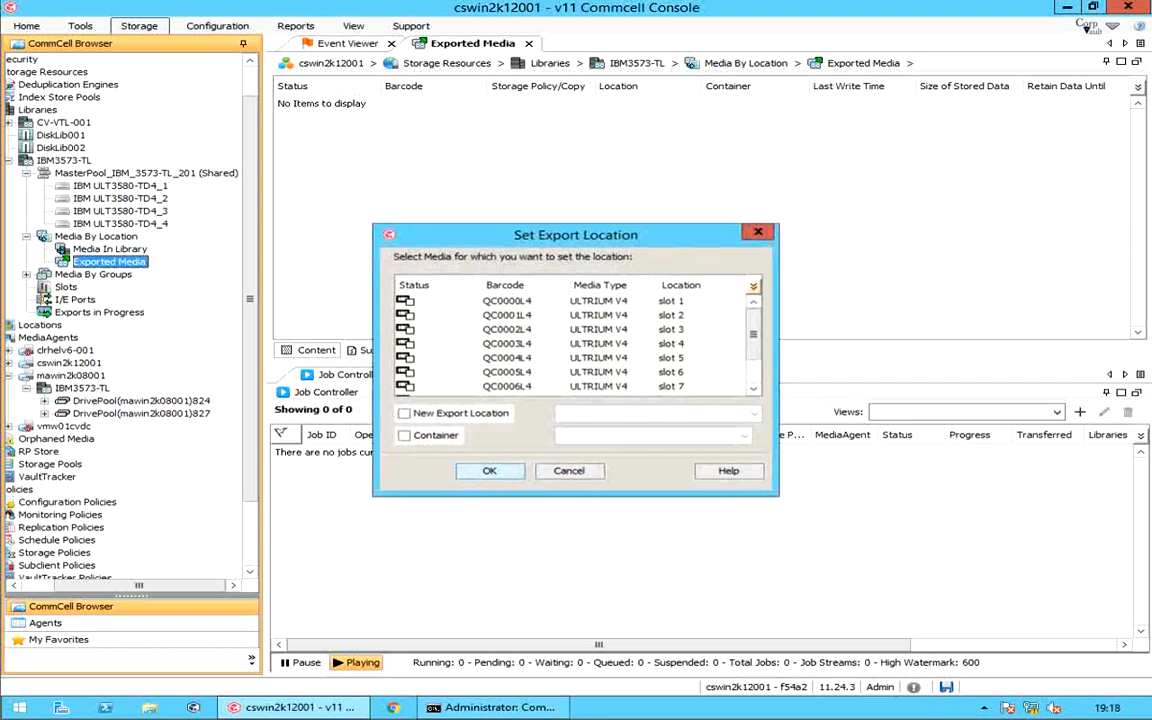 cswin2k12001 - v11 Commcell Console
Home Tools Storage Configuration Reports View Support
Corp
Vault
CommCell Browser
Event Viewer
Exported Media
cswin2k12001 > Storage Resources > Libraries > IBM3573-TL > Media By Location > Exported Media >
Status Barcode Storage Policy/Copy Location Container Last Write Time Size of Stored Data Retain Data Until
No Items to display
ecurity
torage Resources
Deduplication Engines
Index Store Pools
Libraries
CV-VTL-001
DiskLib001
DiskLib002
IBM3573-TL
MasterPool_IBM_3573-TL_201 (Shared)
IBM ULT3580-TD4_1
IBM ULT3580-TD4_2
IBM ULT3580-TD4_3
IBM ULT3580-TD4_4
Media By Location
Media In Library
Exported Media
Media By Groups
Slots
I/E Ports
Exports in Progress
Locations
MediaAgents
drhelv6-001
cswin2k12001
mawin2k08001
IBM3573-TL
DrivePool(mawin2k08001)824
DrivePool(mawin2k08001)827
vmw01cvdc
Orphaned Media
RP Store
Storage Pools
VaultTracker
olicies
Configuration Policies
Monitoring Policies
Replication Policies
Schedule Policies
Storage Policies
Subclient Policies
VaultTracker Policies
CommCell Browser
Agents
My Favorites
Set Export Location
Select Media for which you want to set the location:
Status Barcode Media Type Location
QC0000L4 ULTRIUM V4 slot 1
QC0001L4 ULTRIUM V4 slot 2
QC0002L4 ULTRIUM V4 slot 3
QC0003L4 ULTRIUM V4 slot 4
QC0004L4 ULTRIUM V4 slot 5
QC0005L4 ULTRIUM V4 slot 6
QC0006L4 ULTRIUM V4 slot 7
New Export Location
Container
OK Cancel Help
Content
Su
Job Control
Job Controller
Showing 0 of 0
Views:
Job ID Ope e P... MediaAgent Status Progress Transferred Libraries
There are no jobs cur
Pause Playing Running: 0 - Pending: 0 - Waiting: 0 - Queued: 0 - Suspended: 0 - Total Jobs: 0 - Job Streams: 0 - High Watermark: 600
cswin2k12001 - f54a2 11.24.3 Admin
cswin2k12001 - v11 ...
Administrator: Com...
19:18